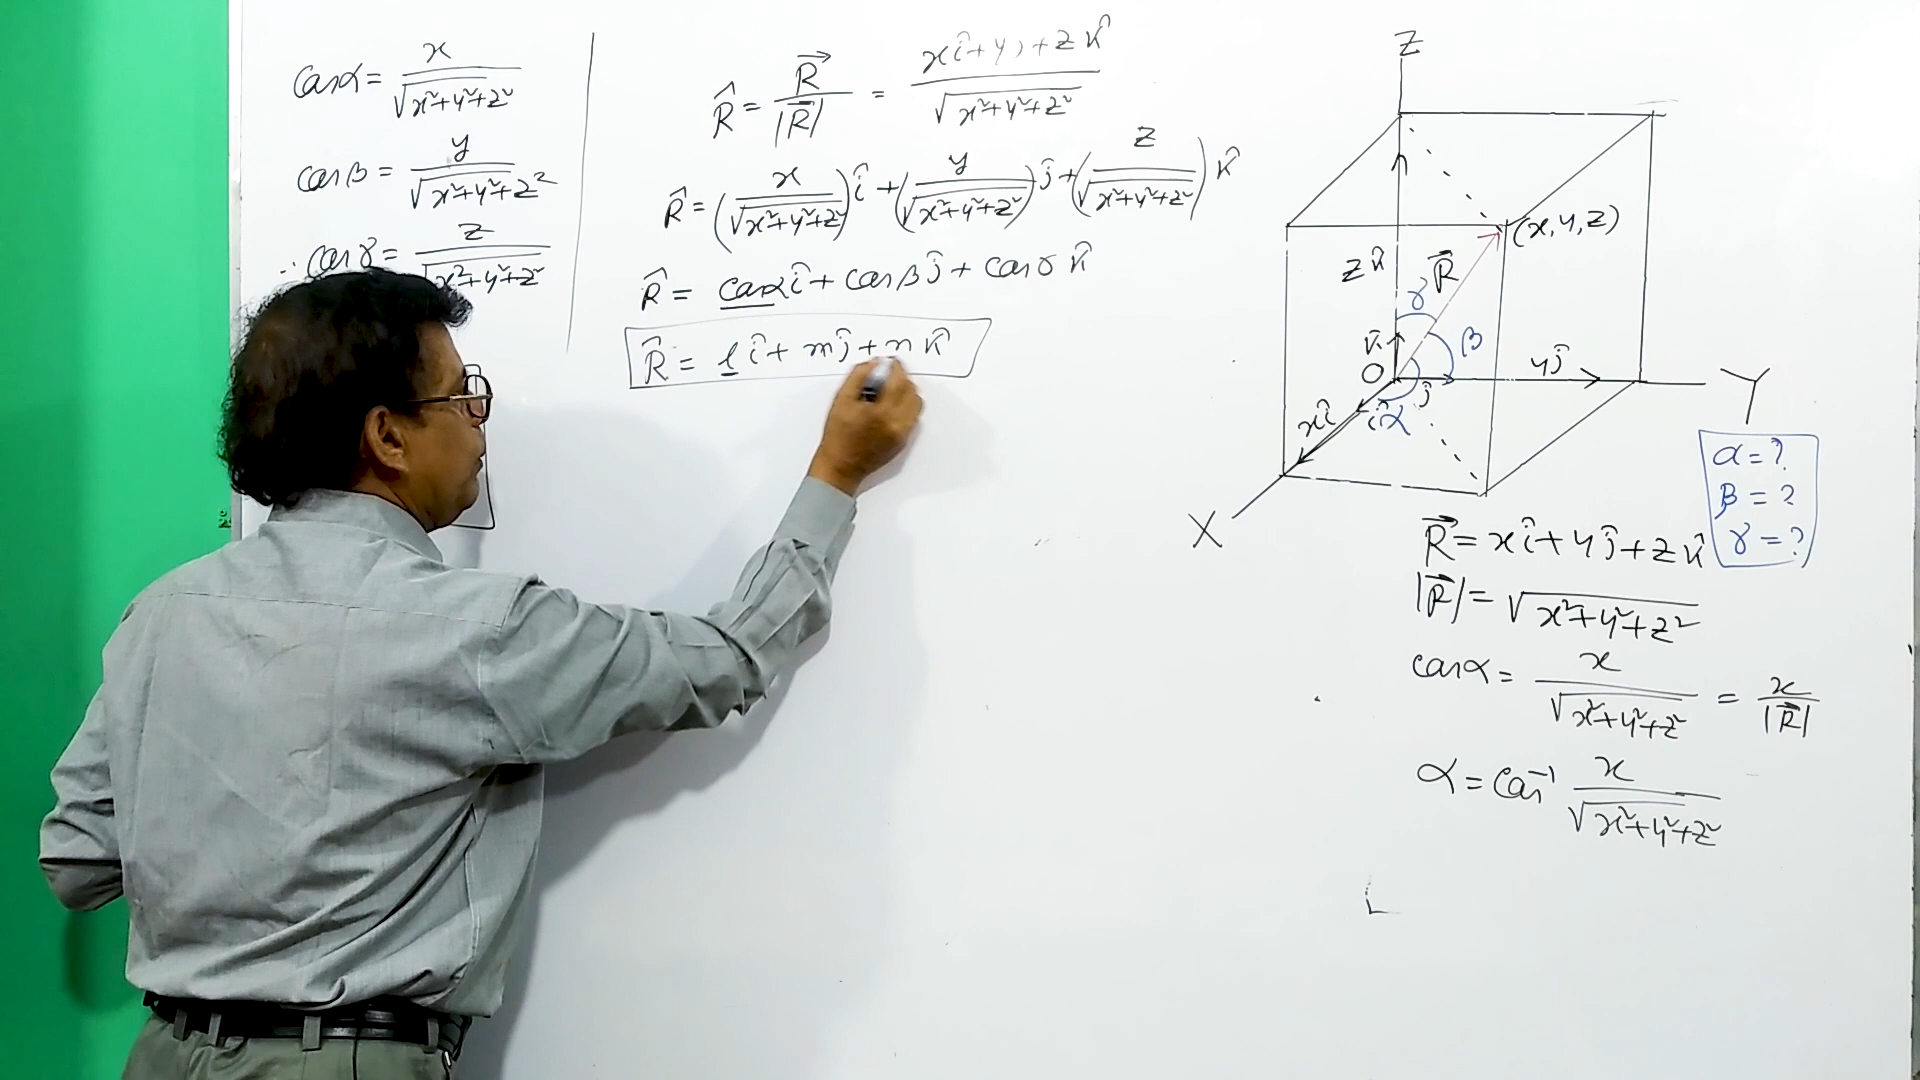 cosα = x / √x²+y²+z²
cosβ = y / √x²+y²+z²
∴ cosγ = z / √x²+y²+z²
R̂ = R⃗ / |R⃗| = xî+yĵ+zk̂ / √x²+y²+z²
R̂ = (x / √x²+y²+z²) î + (y / √x²+y²+z²) ĵ + (z / √x²+y²+z²) k̂
R̂ = cosα î + cosβ ĵ + cosγ k̂
R̂ = l î + m ĵ + n k̂
Z
(x, y, z)
z k̂
R⃗
γ
k̂
β
O
yĵ
Y
ĵ
xî
î α
X
α = ?
β = ?
γ = ?
R⃗ = xî + yĵ + zk̂
|R⃗| = √x²+y²+z²
cosα = x / √x²+y²+z² = x / |R⃗|
α = Cos⁻¹ x / √x²+y²+z²